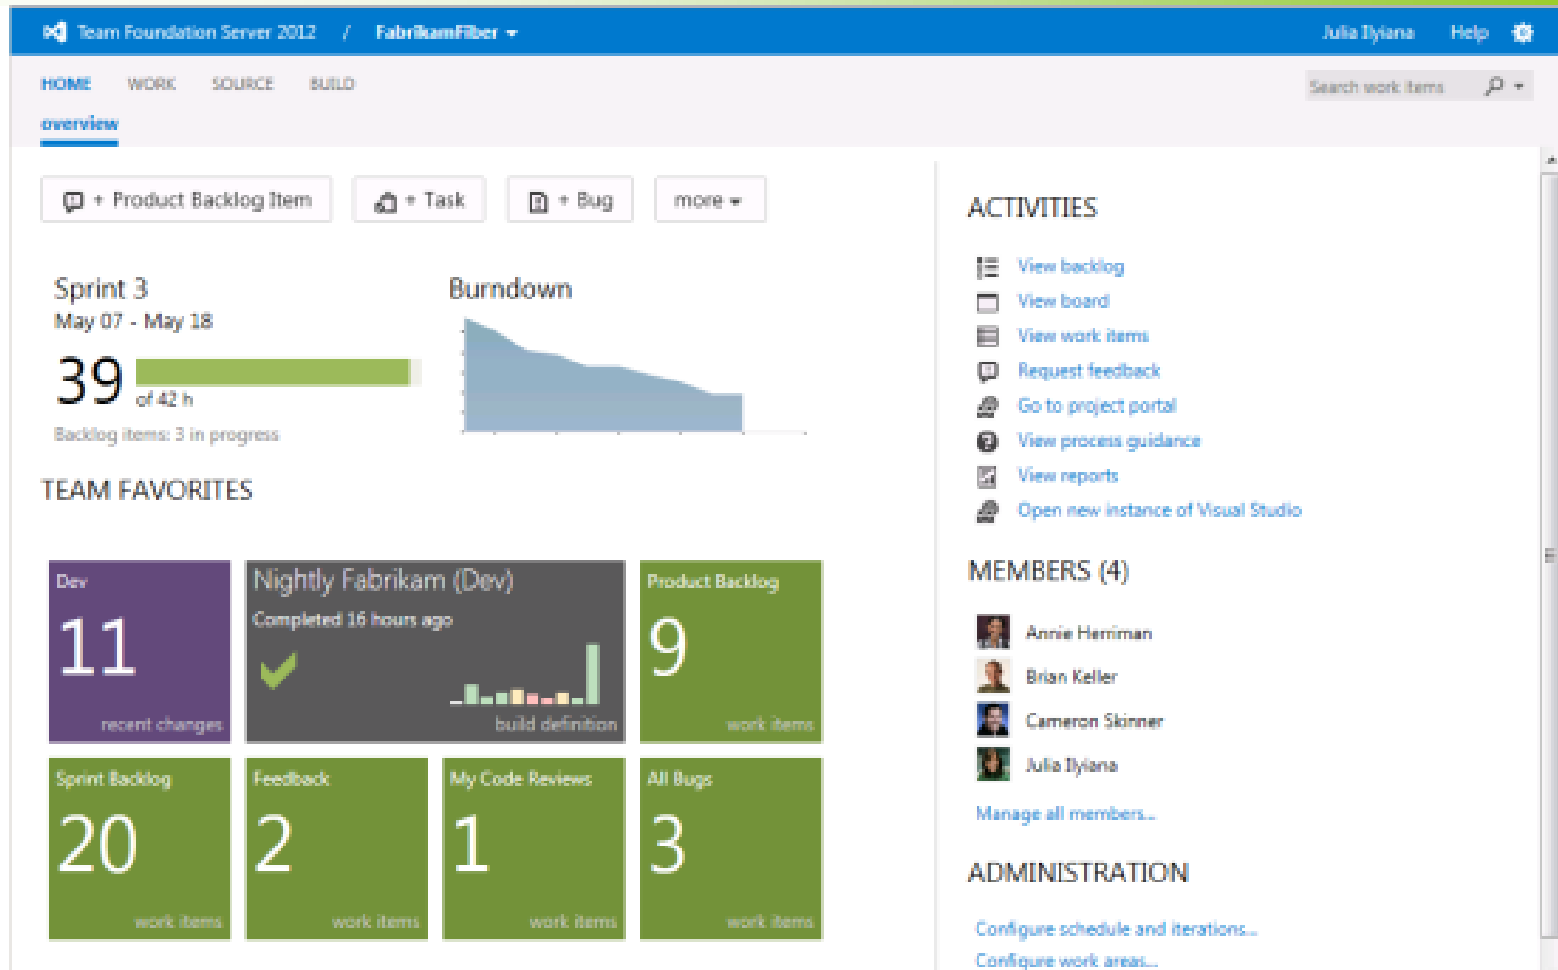 Team Foundation Server 2012 / FabrikamFiber
Julia Ilyiana Help
HOME WORK SOURCE BUILD
Search work items
overview
+ Product Backlog Item
+ Task
+ Bug
more
Sprint 3
May 07 - May 18
39
of 42 h
Backlog items: 3 in progress
Burndown
TEAM FAVORITES
Dev
11
recent changes
Nightly Fabrikam (Dev)
Completed 16 hours ago
build definition
Product Backlog
9
work items
Sprint Backlog
20
work items
Feedback
2
work items
My Code Reviews
1
work items
All Bugs
3
work items
ACTIVITIES
View backlog
View board
View work items
Request feedback
Go to project portal
View process guidance
View reports
Open new instance of Visual Studio
MEMBERS (4)
Annie Herriman
Brian Keller
Cameron Skinner
Julia Ilyiana
Manage all members...
ADMINISTRATION
Configure schedule and iterations...
Configure work areas...